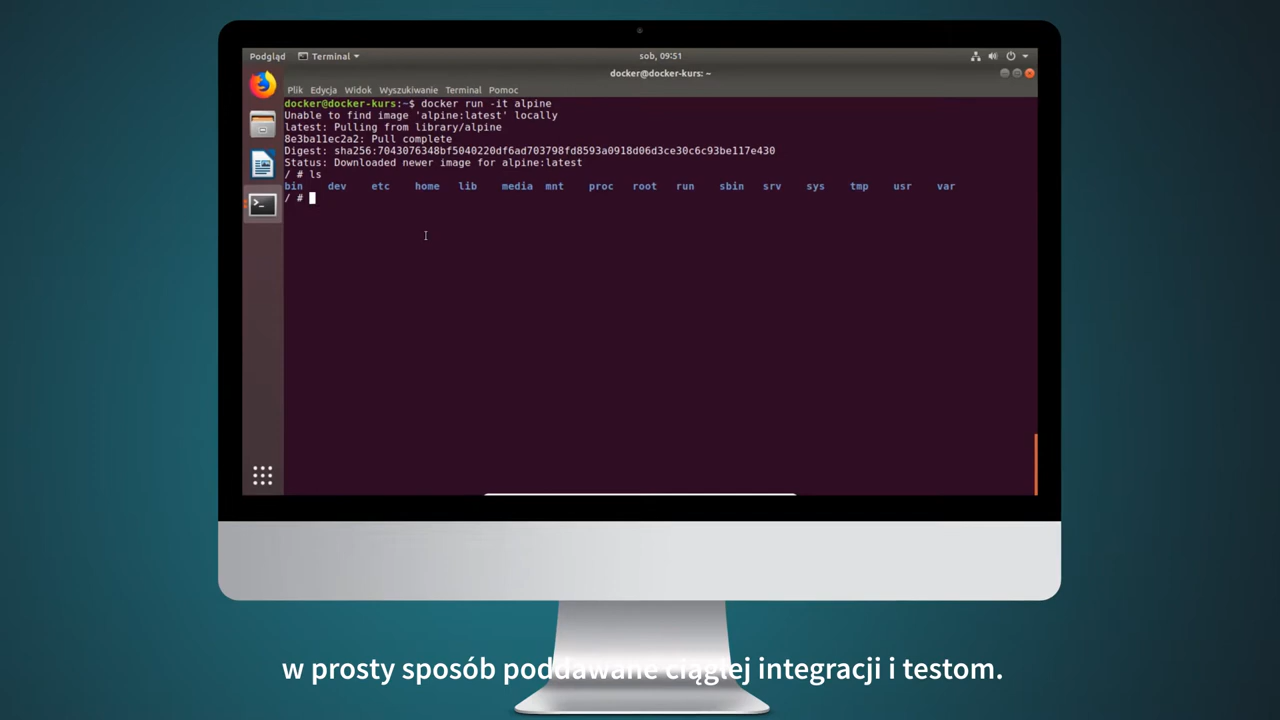 Podgląd Terminal sob, 09:51
docker@docker-kurs: ~
Plik Edycja Widok Wyszukiwanie Terminal Pomoc
docker@docker-kurs:~$ docker run -it alpine
Unable to find image 'alpine:latest' locally
latest: Pulling from library/alpine
8e3ba11ec2a2: Pull complete
Digest: sha256:7043076348bf5040220df6ad703798fd8593a0918d06d3ce30c6c93be117e430
Status: Downloaded newer image for alpine:latest
/ # ls
bin dev etc home lib media mnt proc root run sbin srv sys tmp usr var
/ #
w prosty sposób poddawane ciągłej integracji i testom.